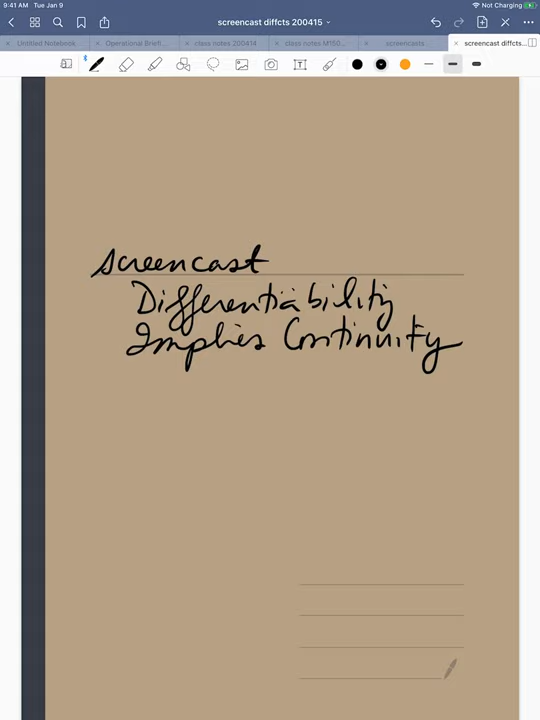 9:41 AM Tue Jan 9
Not Charging
screencast diffcts 200415
Untitled Notebook
Operational Briefi...
class notes 200414
class notes M160...
screencasts
screencast diffcts...
screencast
Differentiability
Implies Continuity